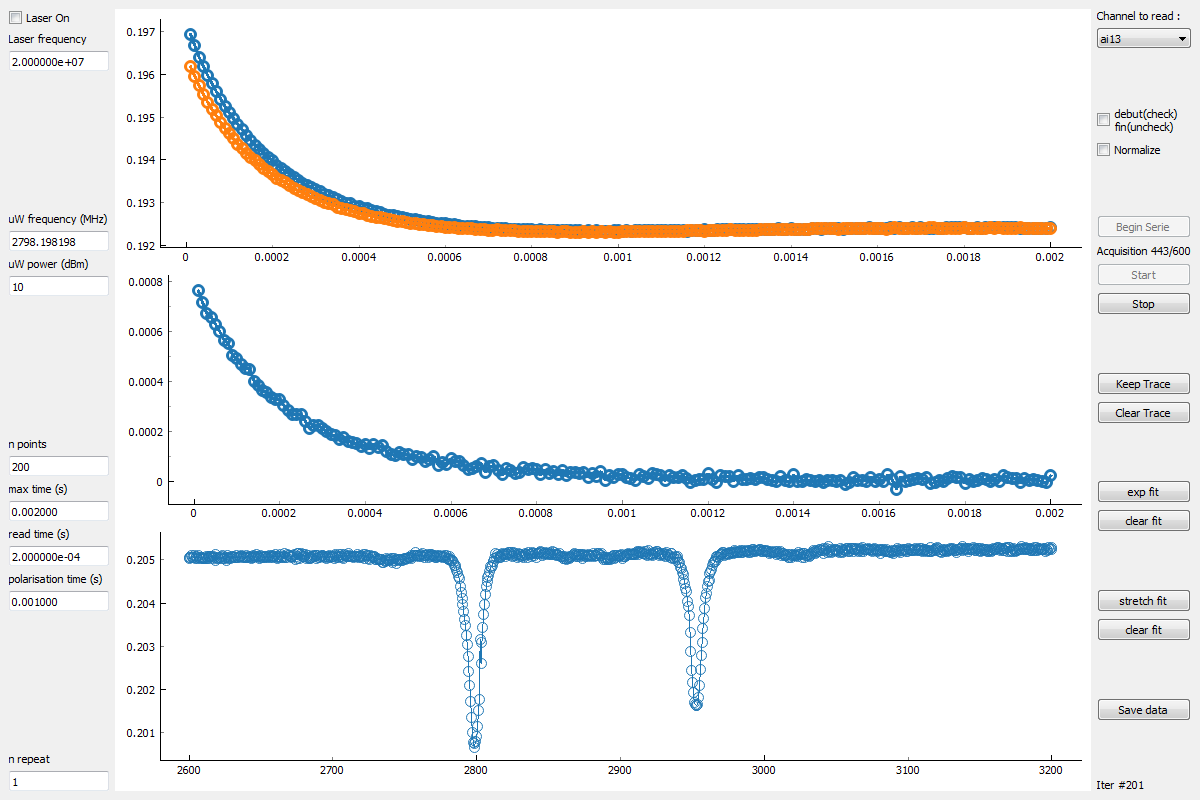 Laser On
Laser frequency
2.000000e+07
uW frequency (MHz)
2798.198198
uW power (dBm)
10
n points
200
max time (s)
0.002000
read time (s)
2.000000e-04
polarisation time (s)
0.001000
n repeat
1
0.197
0.196
0.195
0.194
0.193
0.192
0 0.0002 0.0004 0.0006 0.0008 0.001 0.0012 0.0014 0.0016 0.0018 0.002
0.0008
0.0006
0.0004
0.0002
0
0 0.0002 0.0004 0.0006 0.0008 0.001 0.0012 0.0014 0.0016 0.0018 0.002
0.205
0.204
0.203
0.202
0.201
2600 2700 2800 2900 3000 3100 3200
Channel to read :
ai13
debut(check)
fin(uncheck)
Normalize
Begin Serie
Acquisition 443/600
Start
Stop
Keep Trace
Clear Trace
exp fit
clear fit
stretch fit
clear fit
Save data
Iter #201